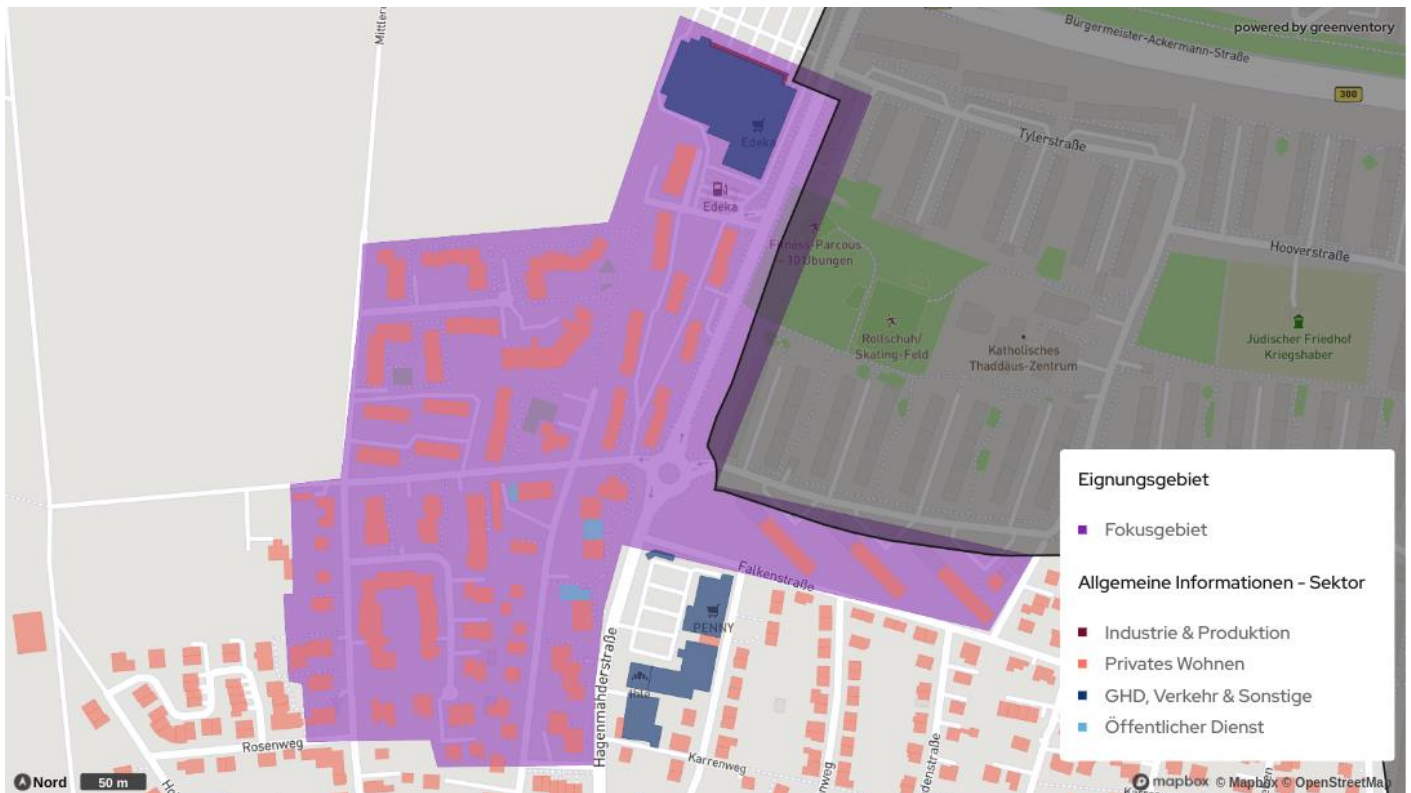 powered by greenventory
Bürgermeister-Ackermann-Straße
300
Tylerstraße
Edeka
Edeka
Hooverstraße
Fitness-Parcous
- 10 Übungen
Rollschuh/
Skating-Feld
Katholisches
Thaddäus-Zentrum
Jüdischer Friedhof
Kriegshaber
Falkenstraße
PENNY
Hagenmähderstraße
Rosenweg
Karrenweg
Eignungsgebiet
Fokusgebiet
Allgemeine Informationen - Sektor
Industrie & Produktion
Privates Wohnen
GHD, Verkehr & Sonstige
Öffentlicher Dienst
Nord
50 m
mapbox © Mapbox © OpenStreetMap